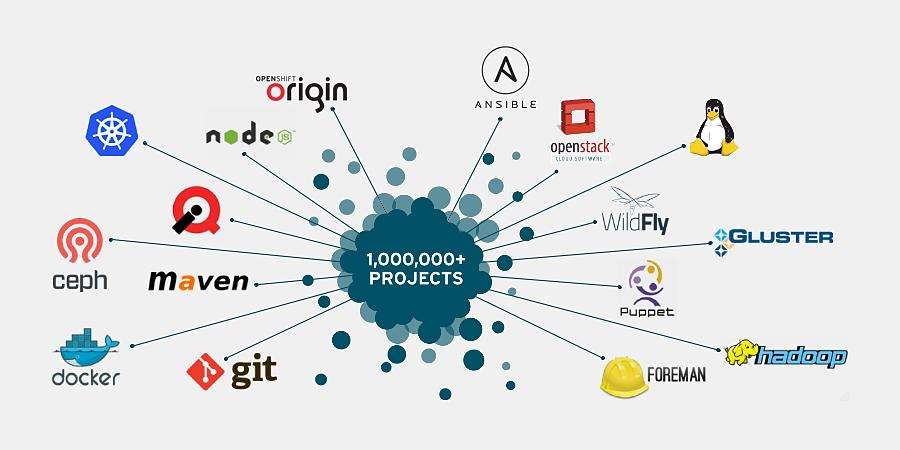 OPENSHIFT
origin
node
JS
ANSIBLE
openstack
CLOUD SOFTWARE
WildFly
GLUSTER
ceph
maven
1,000,000+
PROJECTS
Puppet
docker
git
FOREMAN
hadoop